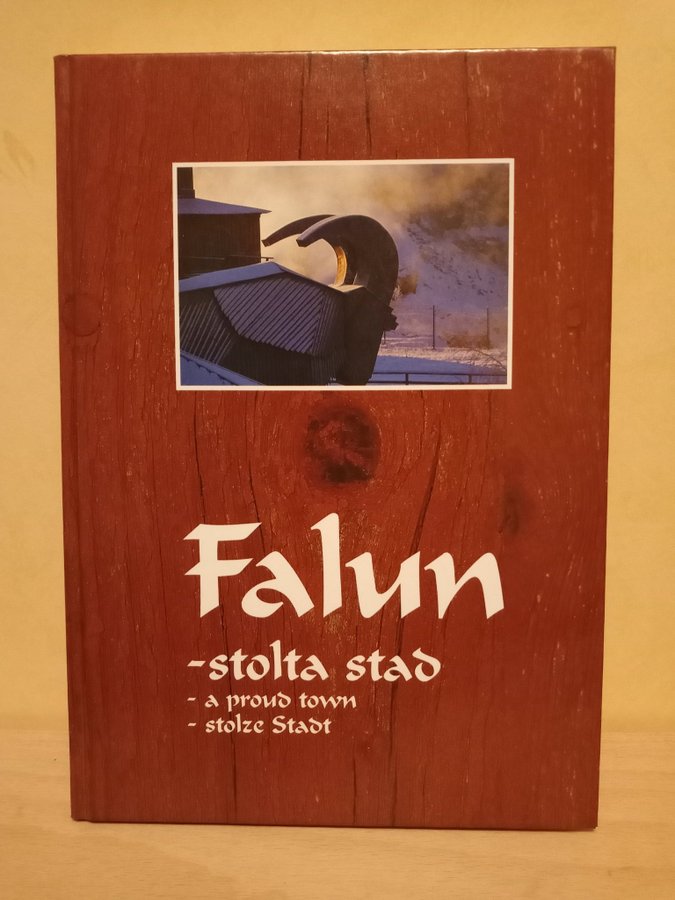 Falun
-stolta stad
- a proud town
- stolze Stadt